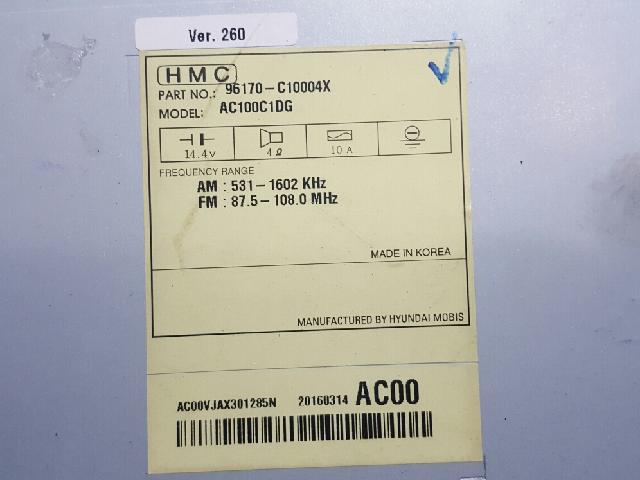 Ver. 260
HMC
PART NO.: 96170-C10004X
MODEL: AC100C1DG
14.4v 4Ω 10 A
FREQUENCY RANGE
AM : 531-1602 KHz
FM : 87.5-108.0 MHz
MADE IN KOREA
MANUFACTURED BY HYUNDAI MOBIS
AC00VJAX301285N 20160314 AC00